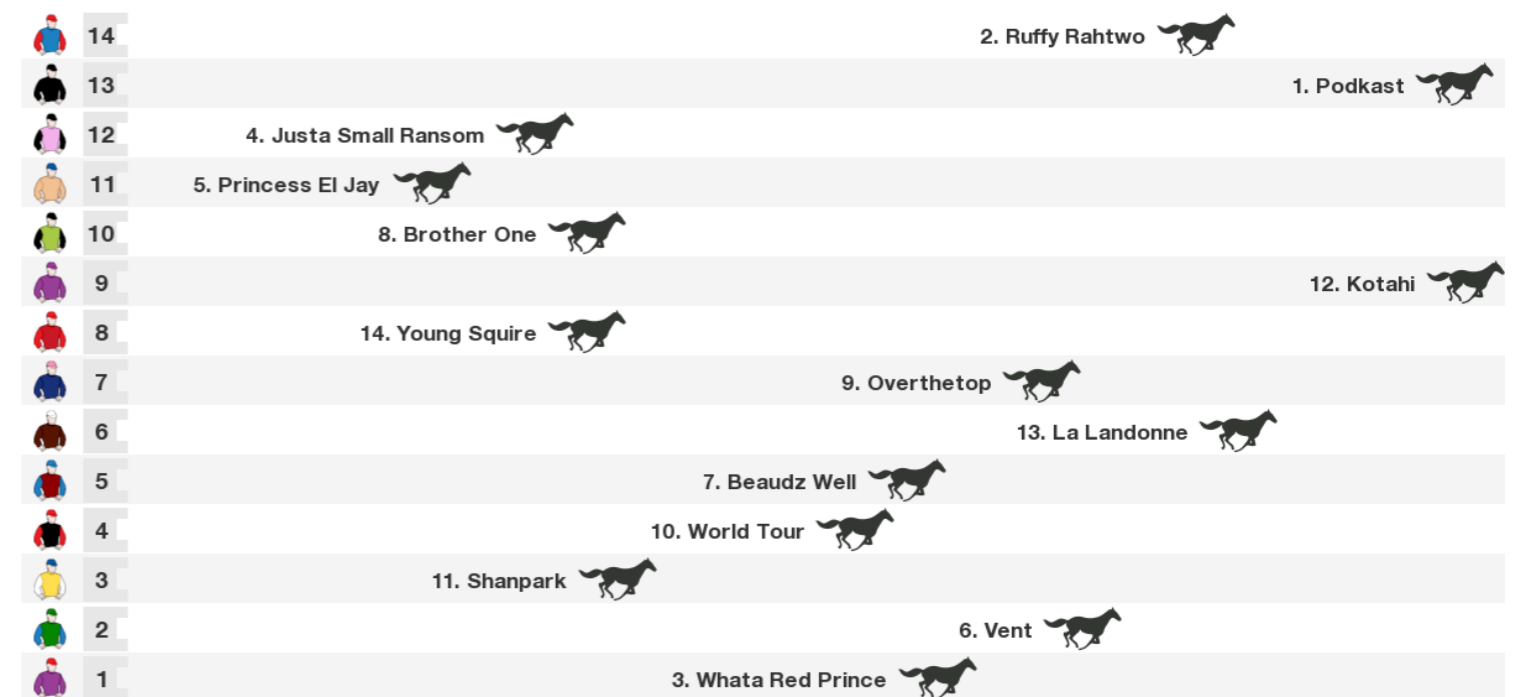 14 2. Ruffy Rahtwo
13 1. Podkast
12 4. Justa Small Ransom
11 5. Princess El Jay
10 8. Brother One
9 12. Kotahi
8 14. Young Squire
7 9. Overthetop
6 13. La Landonne
5 7. Beaudz Well
4 10. World Tour
3 11. Shanpark
2 6. Vent
1 3. Whata Red Prince